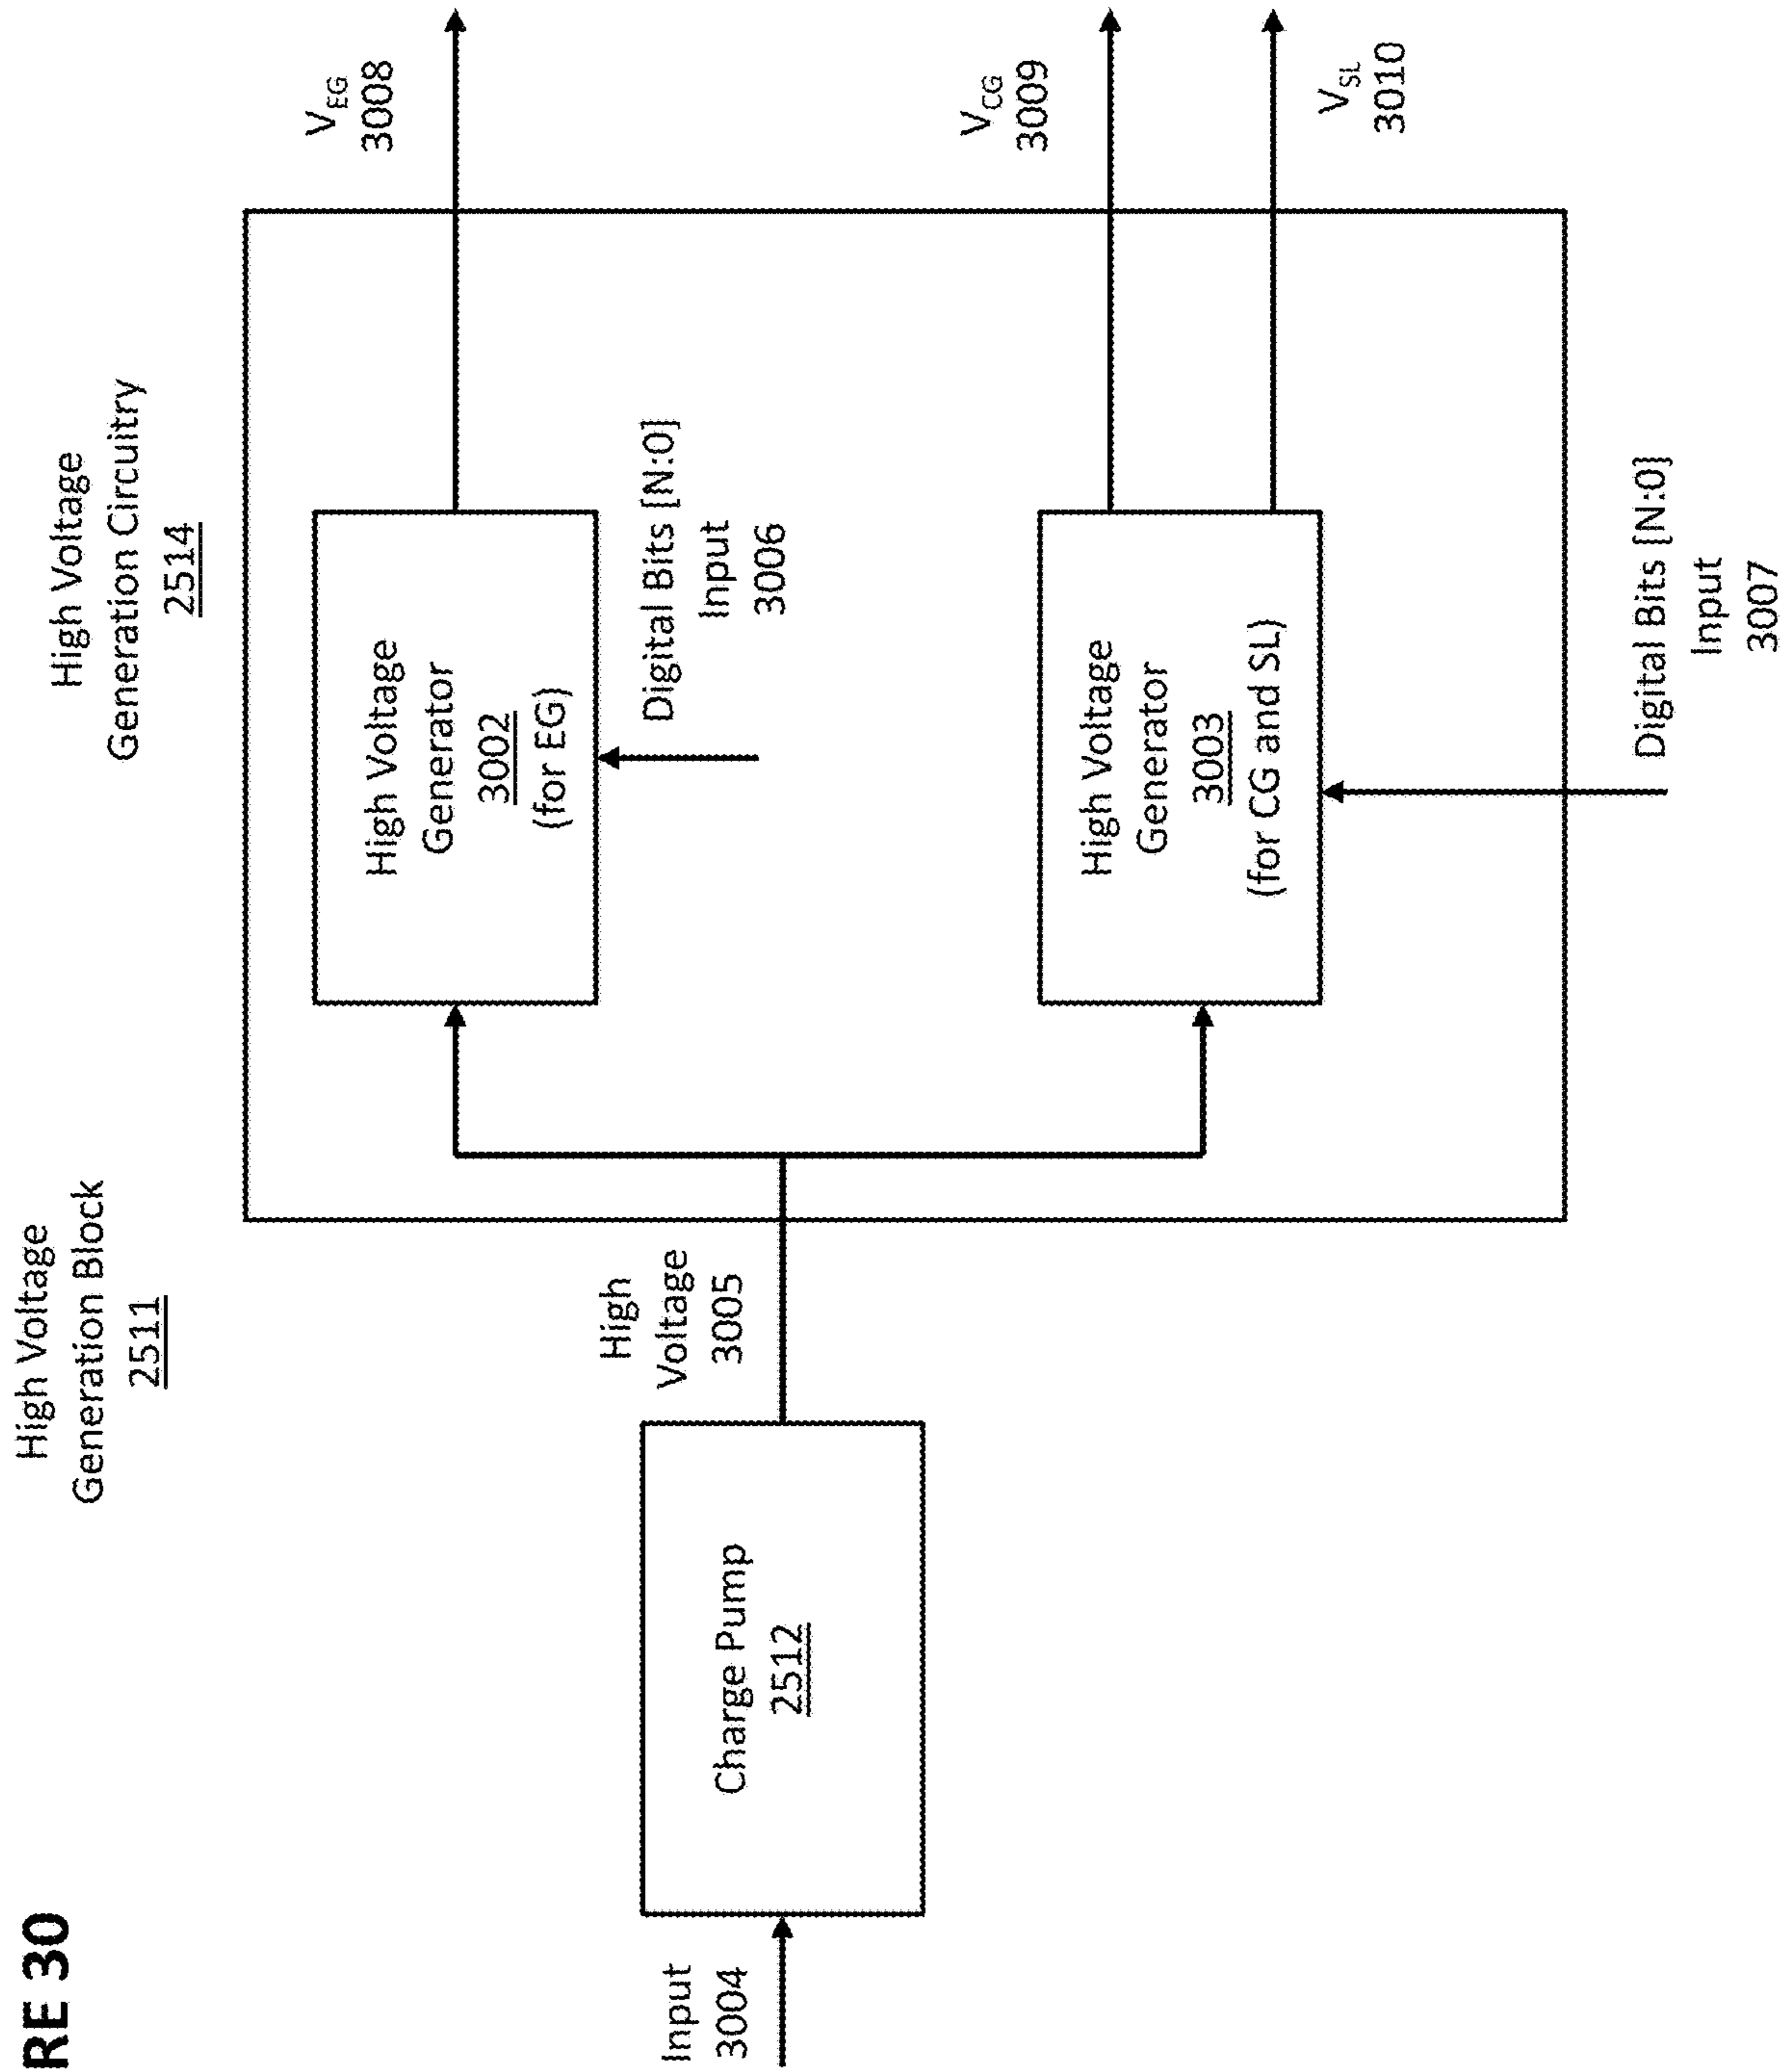 RE 30
High Voltage
Generation Block
2511
High Voltage
Generation Circuitry
2514
Input
3004
Charge Pump
2512
High
Voltage
3005
High Voltage
Generator
3002
(for EG)
Digital Bits [N:0]
Input
3006
V_EG
3008
High Voltage
Generator
3003
(for CG and SL)
Digital Bits [N:0]
Input
3007
V_CG
3009
V_SL
3010